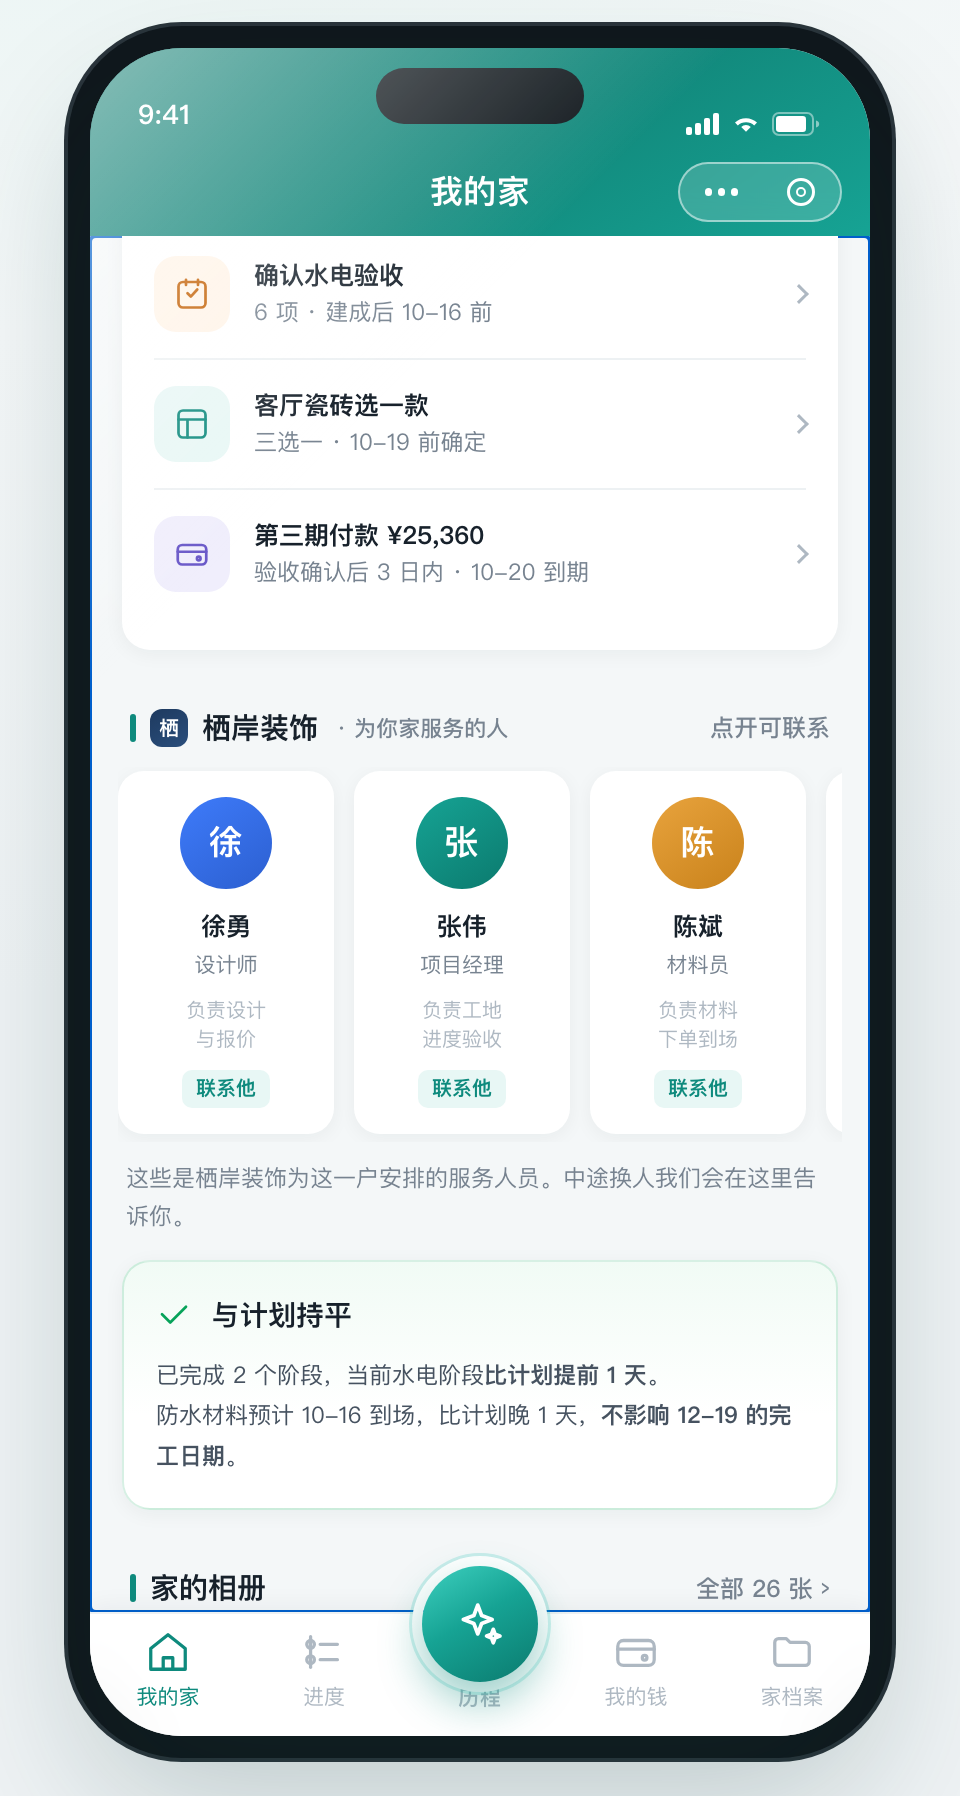 9:41
我的家
确认水电验收
6 项 · 建成后 10–16 前
客厅瓷砖选一款
三选一 · 10–19 前确定
第三期付款 ¥25,360
验收确认后 3 日内 · 10–20 到期
栖 栖岸装饰 · 为你家服务的人 点开可联系
徐 张 陈
徐勇 张伟 陈斌
设计师 项目经理 材料员
负责设计 负责工地 负责材料
与报价 进度验收 下单到场
联系他 联系他 联系他
这些是栖岸装饰为这一户安排的服务人员。中途换人我们会在这里告
诉你。
与计划持平
已完成 2 个阶段，当前水电阶段比计划提前 1 天。
防水材料预计 10–16 到场，比计划晚 1 天，不影响 12–19 的完
工日期。
家的相册 全部 26 张 ›
我的家 进度 历程 我的钱 家档案